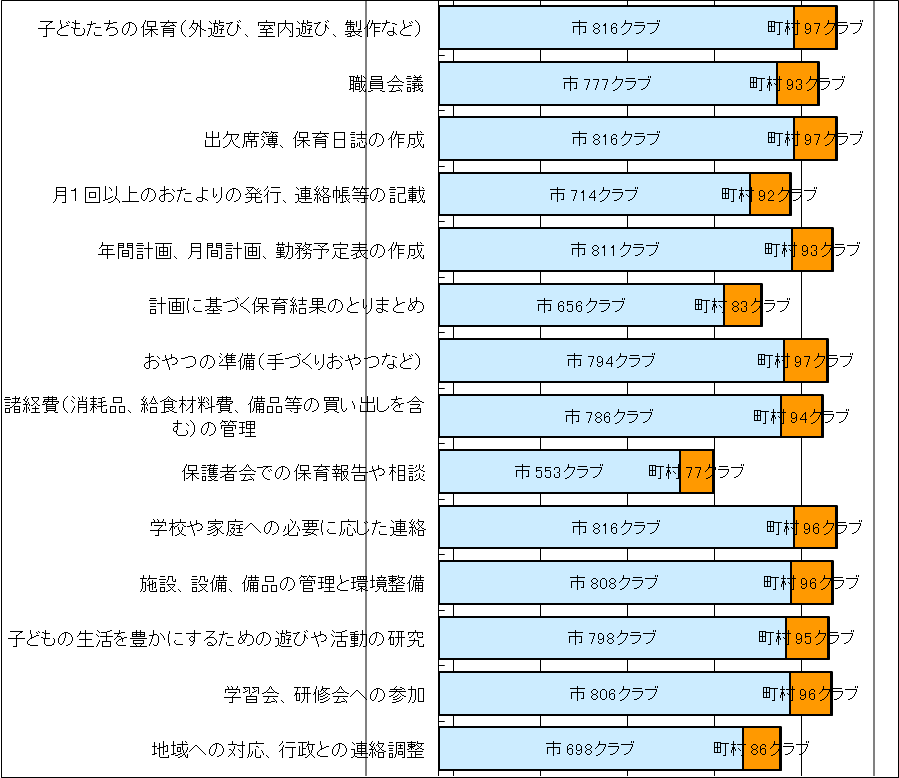 子どもたちの保育（外遊び、室内遊び、製作など） 市 816クラブ 町村 97クラブ
職員会議 市 777クラブ 町村 93クラブ
出欠席簿、保育日誌の作成 市 816クラブ 町村 97クラブ
月１回以上のおたよりの発行、連絡帳等の記載 市 714クラブ 町村 92クラブ
年間計画、月間計画、勤務予定表の作成 市 811クラブ 町村 93クラブ
計画に基づく保育結果のとりまとめ 市 656クラブ 町村 83クラブ
おやつの準備（手づくりおやつなど） 市 794クラブ 町村 97クラブ
諸経費（消耗品、給食材料費、備品等の買い出しを含
む）の管理 市 786クラブ 町村 94クラブ
保護者会での保育報告や相談 市 553クラブ 町村 77クラブ
学校や家庭への必要に応じた連絡 市 816クラブ 町村 96クラブ
施設、設備、備品の管理と環境整備 市 808クラブ 町村 96クラブ
子どもの生活を豊かにするための遊びや活動の研究 市 798クラブ 町村 95クラブ
学習会、研修会への参加 市 806クラブ 町村 96クラブ
地域への対応、行政との連絡調整 市 698クラブ 町村 86クラブ